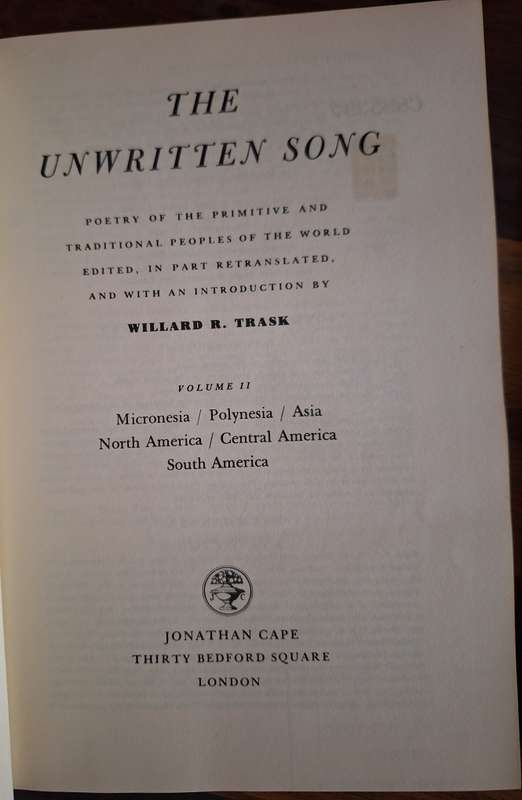 THE
UNWRITTEN SONG
POETRY OF THE PRIMITIVE AND
TRADITIONAL PEOPLES OF THE WORLD
EDITED, IN PART RETRANSLATED,
AND WITH AN INTRODUCTION BY
WILLARD R. TRASK
VOLUME II
Micronesia / Polynesia / Asia
North America / Central America
South America
J C
JONATHAN CAPE
THIRTY BEDFORD SQUARE
LONDON